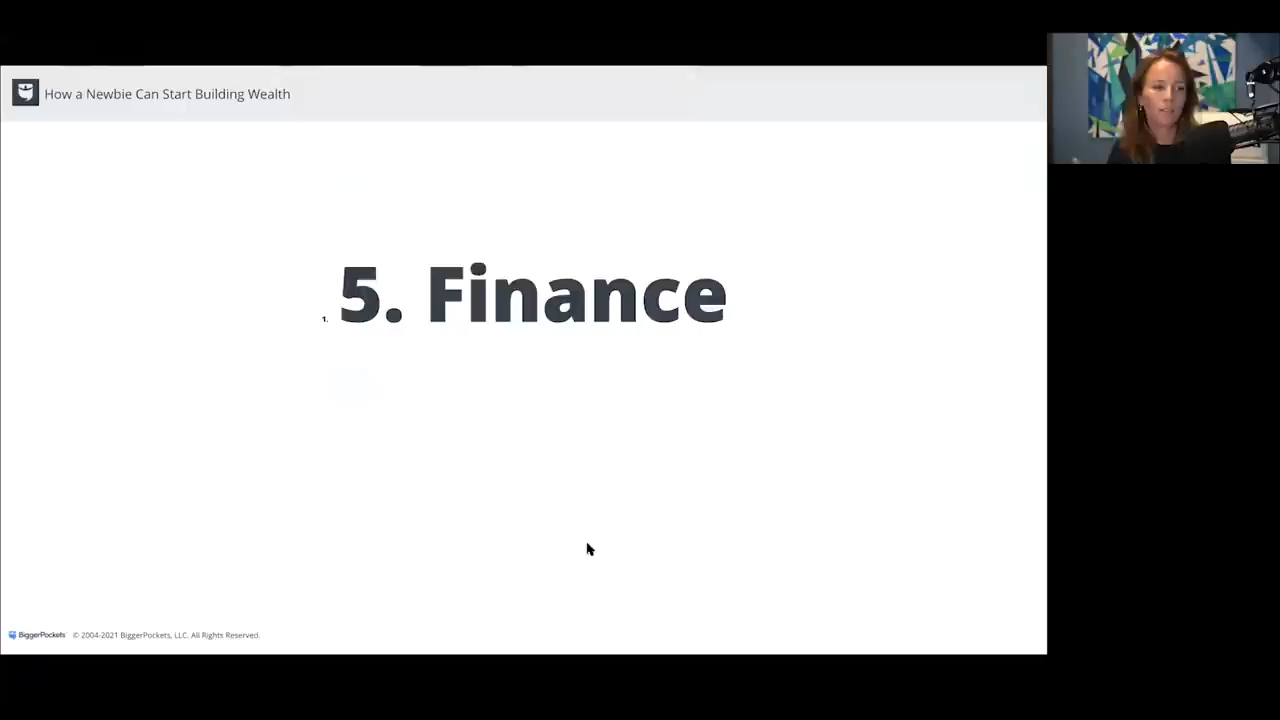 How a Newbie Can Start Building Wealth
1. 5. Finance
BiggerPockets © 2004-2021 BiggerPockets, LLC. All Rights Reserved.